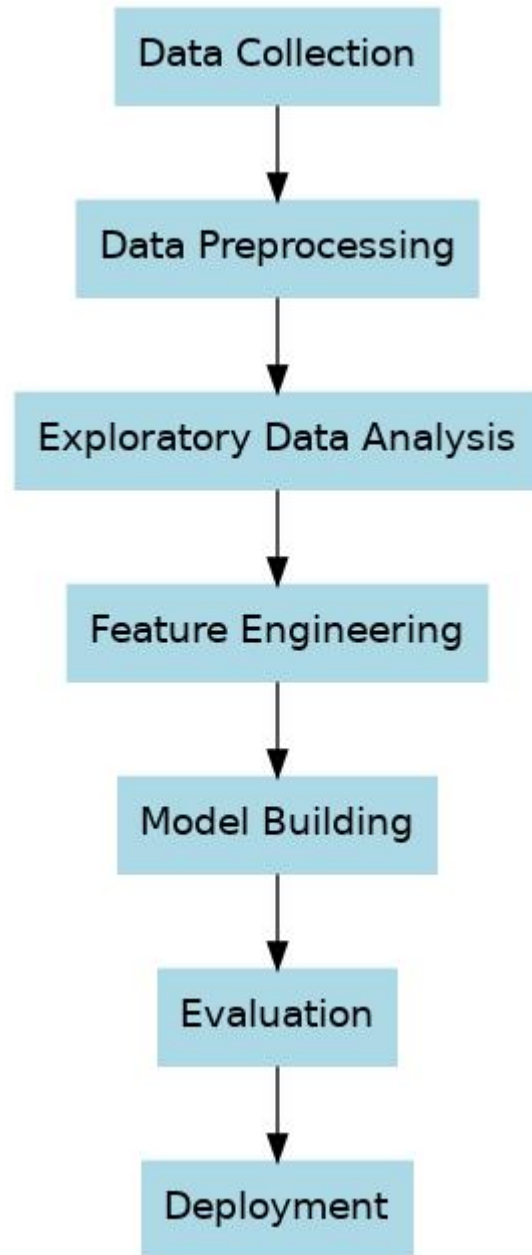 Data Collection
Data Preprocessing
Exploratory Data Analysis
Feature Engineering
Model Building
Evaluation
Deployment